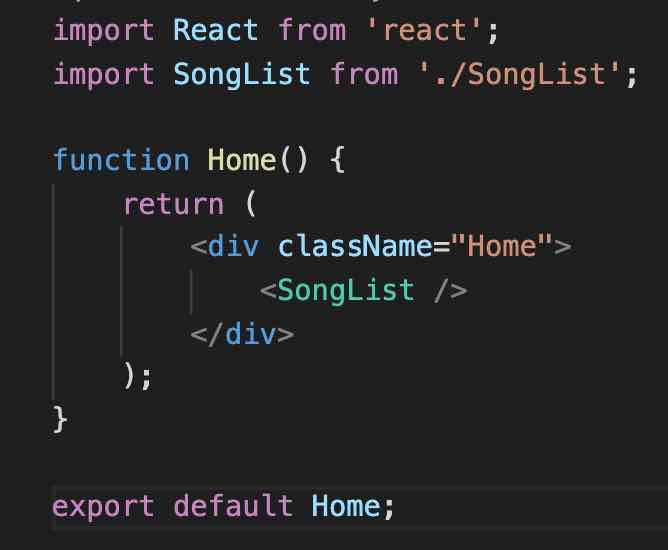 import React from 'react';
import SongList from './SongList';
function Home() {
return (
<div className="Home">
<SongList />
</div>
);
}
export default Home;